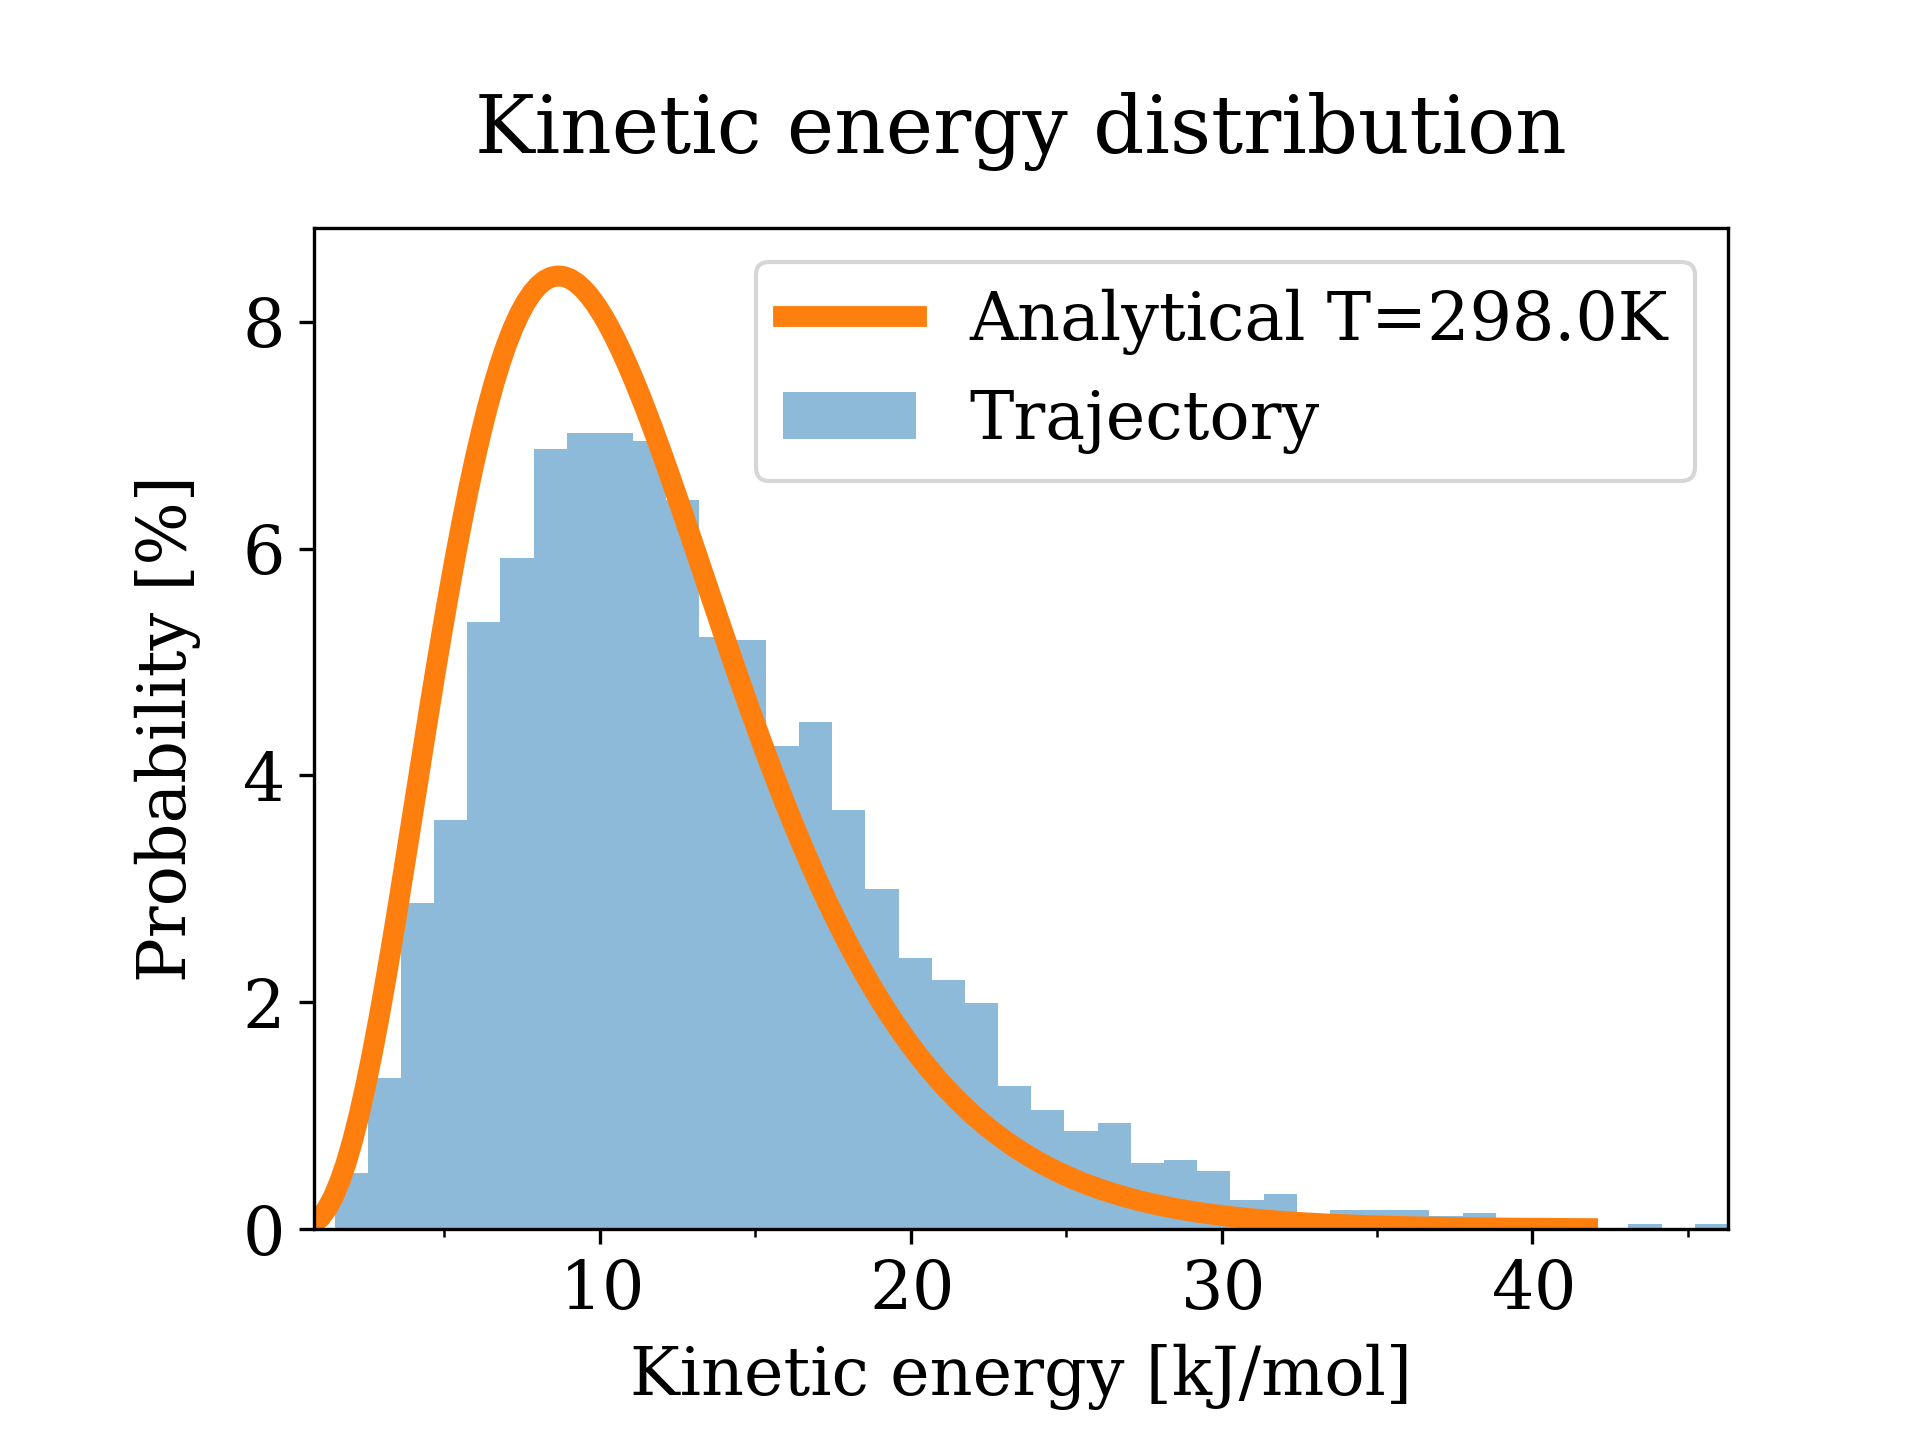 Kinetic energy distribution
Analytical T=298.0K
Trajectory
Probability [%]
8
6
4
2
0
10 20 30 40
Kinetic energy [kJ/mol]